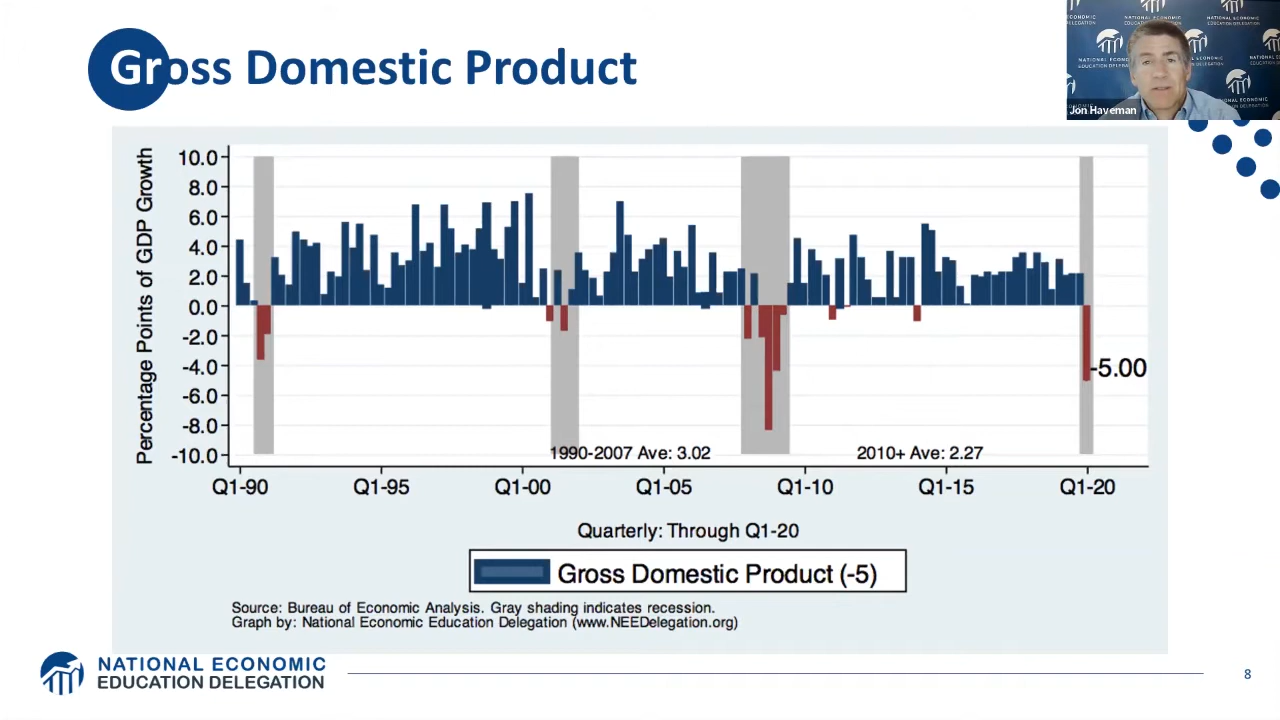 Gross Domestic Product
NATIONAL ECONOMIC
EDUCATION DELEGATION
Jon Haveman
Percentage Points of GDP Growth
10.0
8.0
6.0
4.0
2.0
0.0
-2.0
-4.0
-6.0
-8.0
-10.0
-5.00
1990-2007 Ave: 3.02
2010+ Ave: 2.27
Q1-90 Q1-95 Q1-00 Q1-05 Q1-10 Q1-15 Q1-20
Quarterly: Through Q1-20
Gross Domestic Product (-5)
Source: Bureau of Economic Analysis. Gray shading indicates recession.
Graph by: National Economic Education Delegation (www.NEEDelegation.org)
NATIONAL ECONOMIC
EDUCATION DELEGATION
8